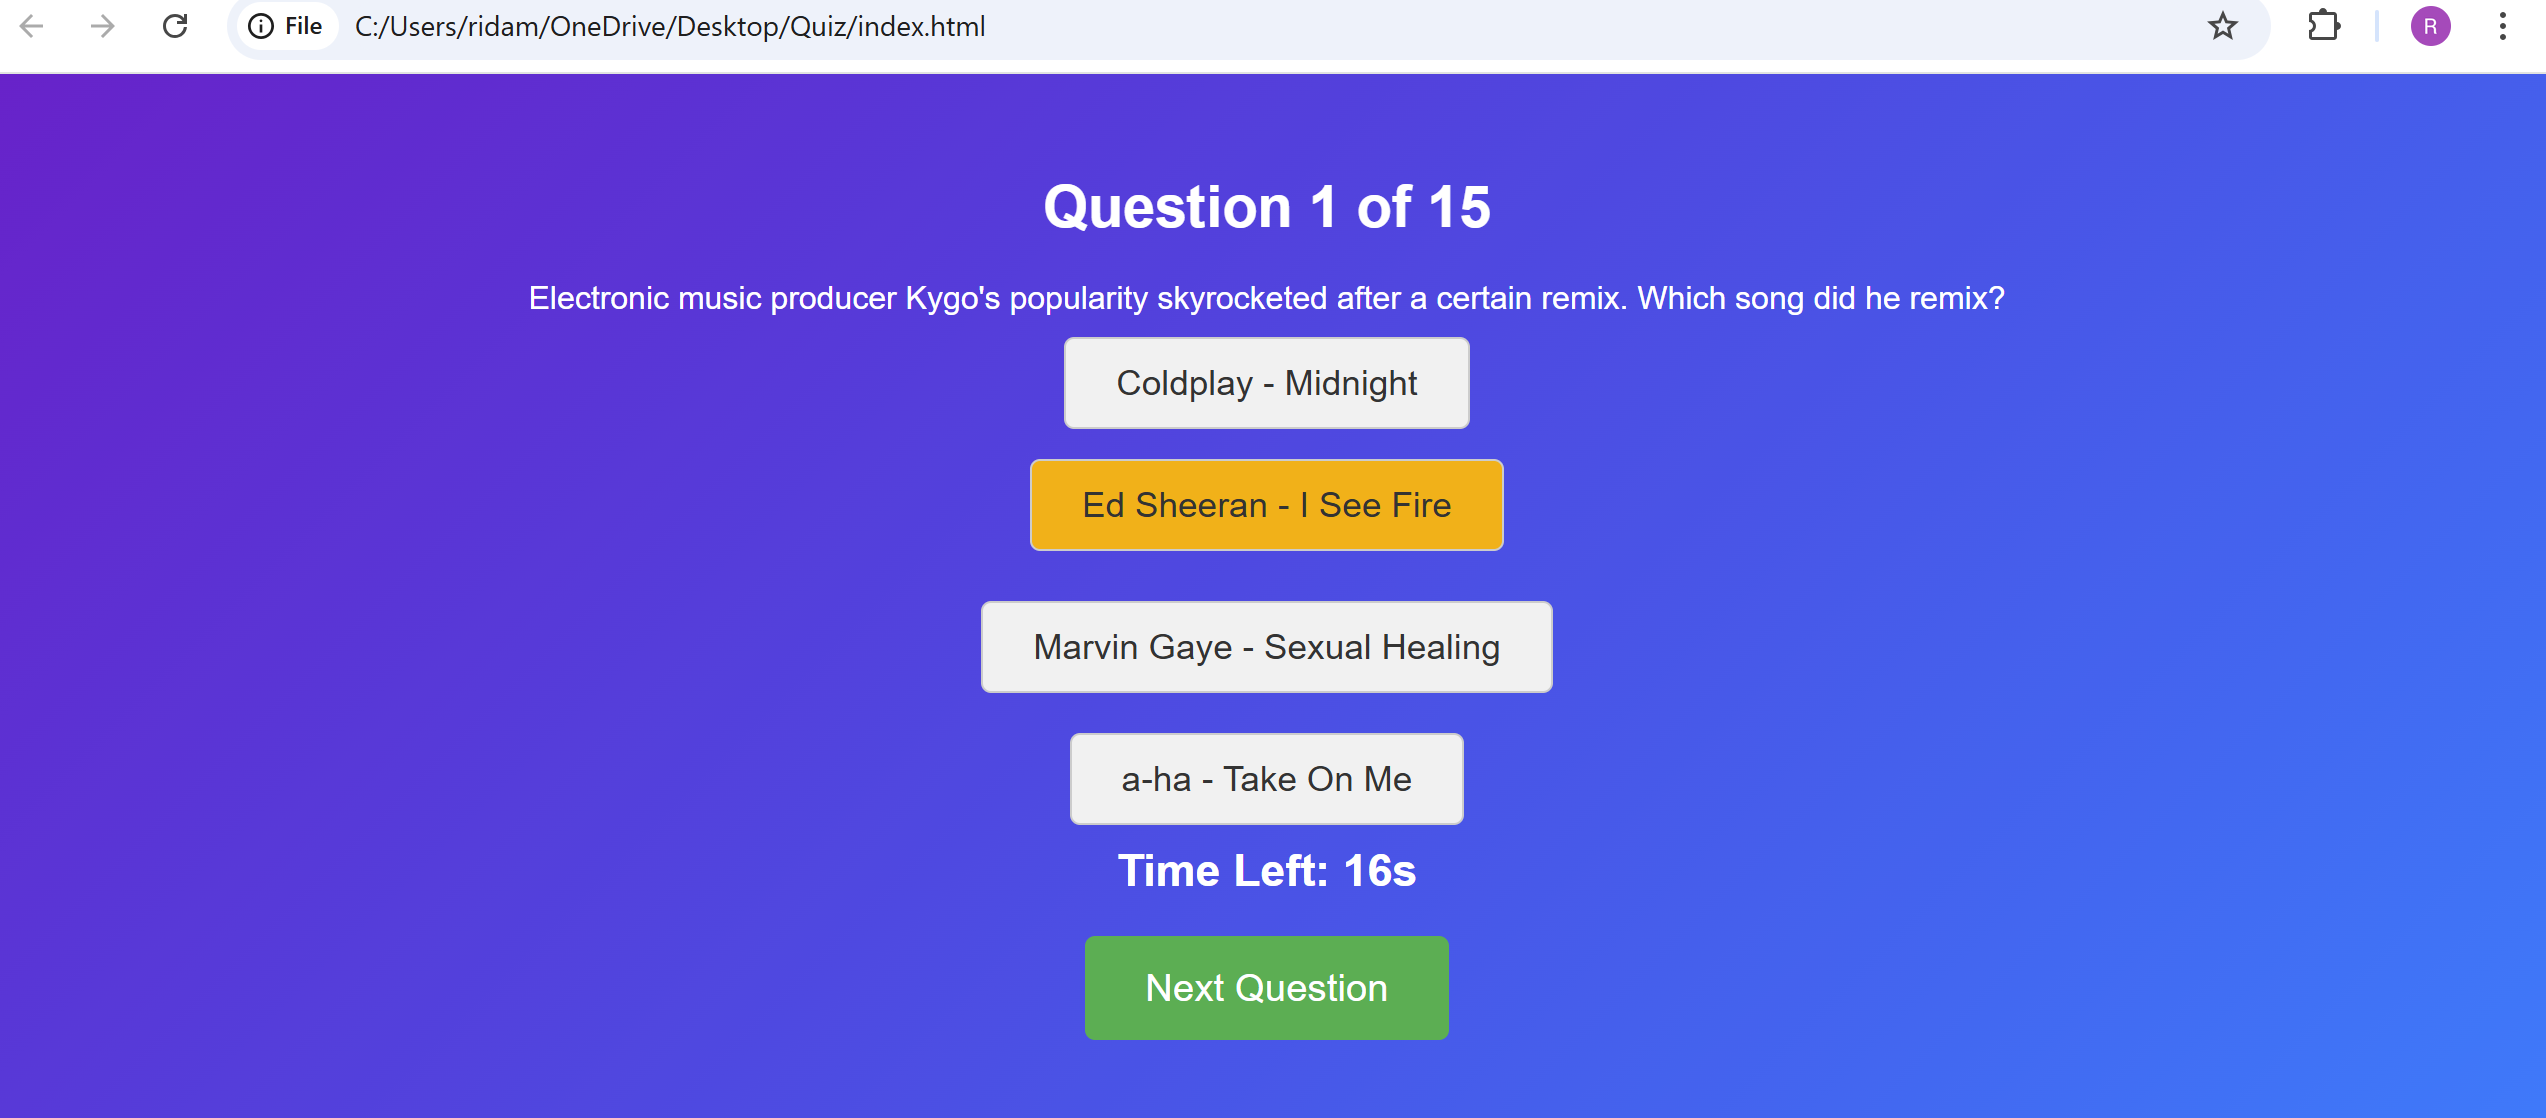 File C:/Users/ridam/OneDrive/Desktop/Quiz/index.html R
Question 1 of 15
Electronic music producer Kygo's popularity skyrocketed after a certain remix. Which song did he remix?
Coldplay - Midnight
Ed Sheeran - I See Fire
Marvin Gaye - Sexual Healing
a-ha - Take On Me
Time Left: 16s
Next Question